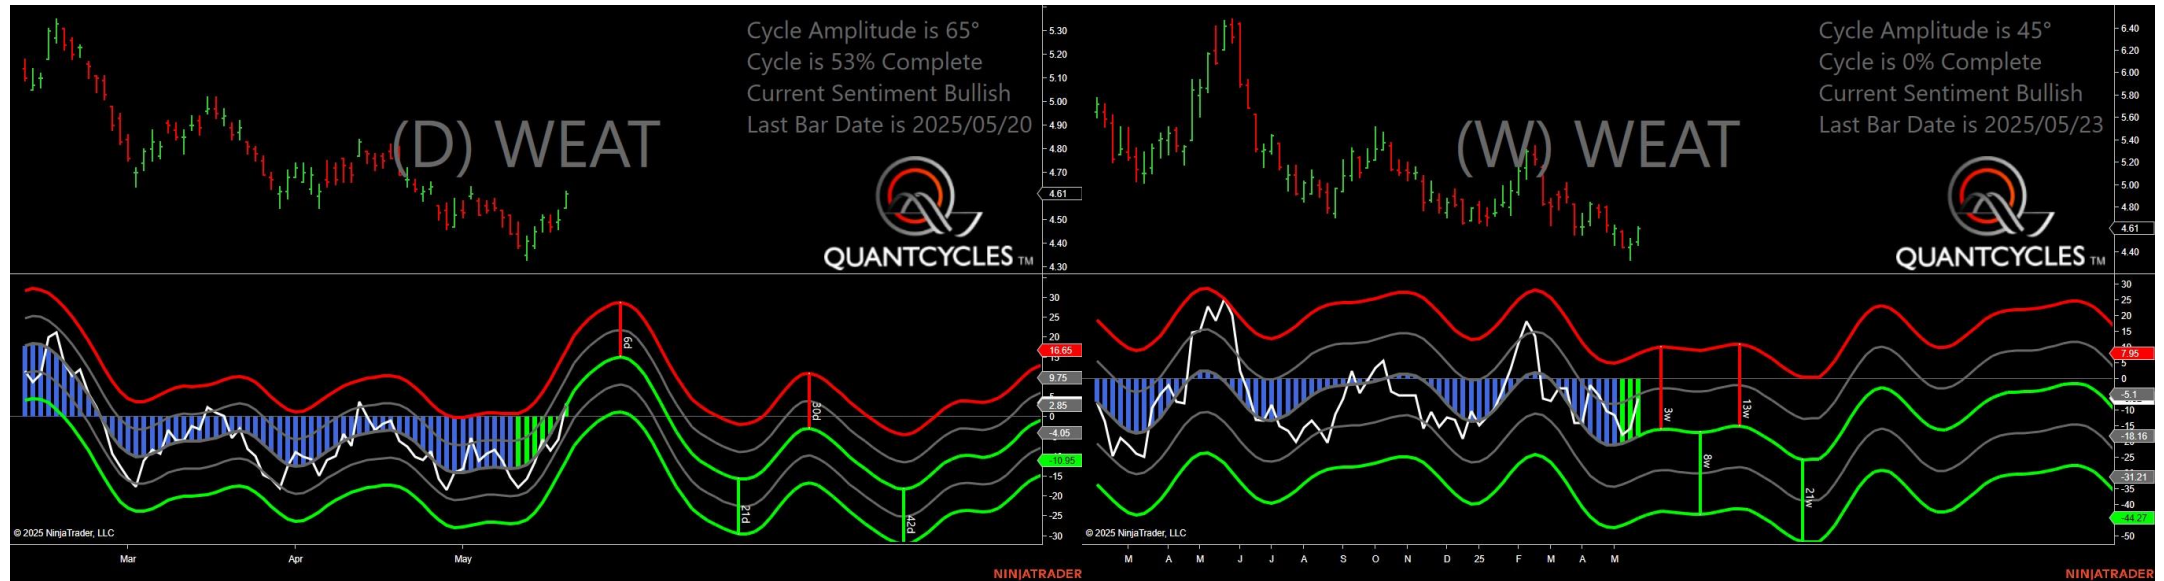 Cycle Amplitude is 65°
Cycle is 53% Complete
Current Sentiment Bullish
Last Bar Date is 2025/05/20
(D) WEAT
QUANTCYCLES TM
5.30
5.10
5.00
4.90
4.80
4.70
4.61
4.50
4.40
4.30
30
25
20
16.65
15
9.75
2.85
0
-4.05
-10.95
-15
-20
-25
-30
6d
21d
30d
42d
© 2025 NinjaTrader, LLC
Mar
Apr
May
NINJATRADER
Cycle Amplitude is 45°
Cycle is 0% Complete
Current Sentiment Bullish
Last Bar Date is 2025/05/23
(W) WEAT
QUANTCYCLES TM
6.40
6.20
6.00
5.80
5.60
5.40
5.20
5.00
4.80
4.61
4.40
30
25
20
15
7.95
5
0
-5.1
-10
-15
-18.16
-25
-31.21
-35
-40
-44.27
-50
3w
8w
13w
21w
© 2025 NinjaTrader, LLC
M
A
M
J
J
A
S
O
N
D
25
F
M
A
M
NINJATRADER